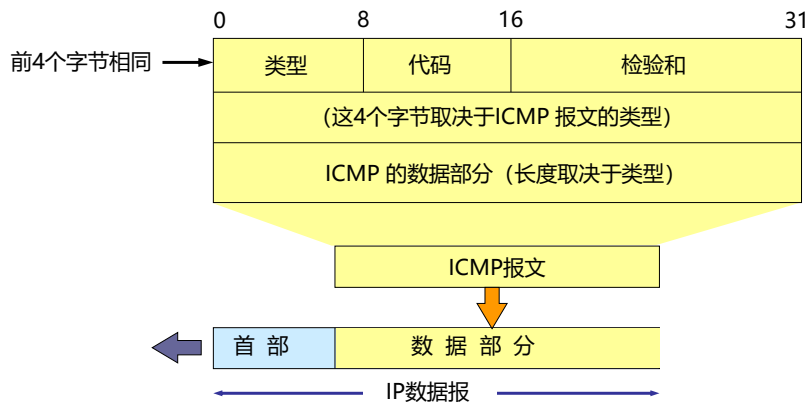 0 8 16 31
前4个字节相同 类型 代码 检验和
(这4个字节取决于ICMP 报文的类型)
ICMP 的数据部分 (长度取决于类型)
ICMP报文
首 部 数 据 部 分
IP数据报